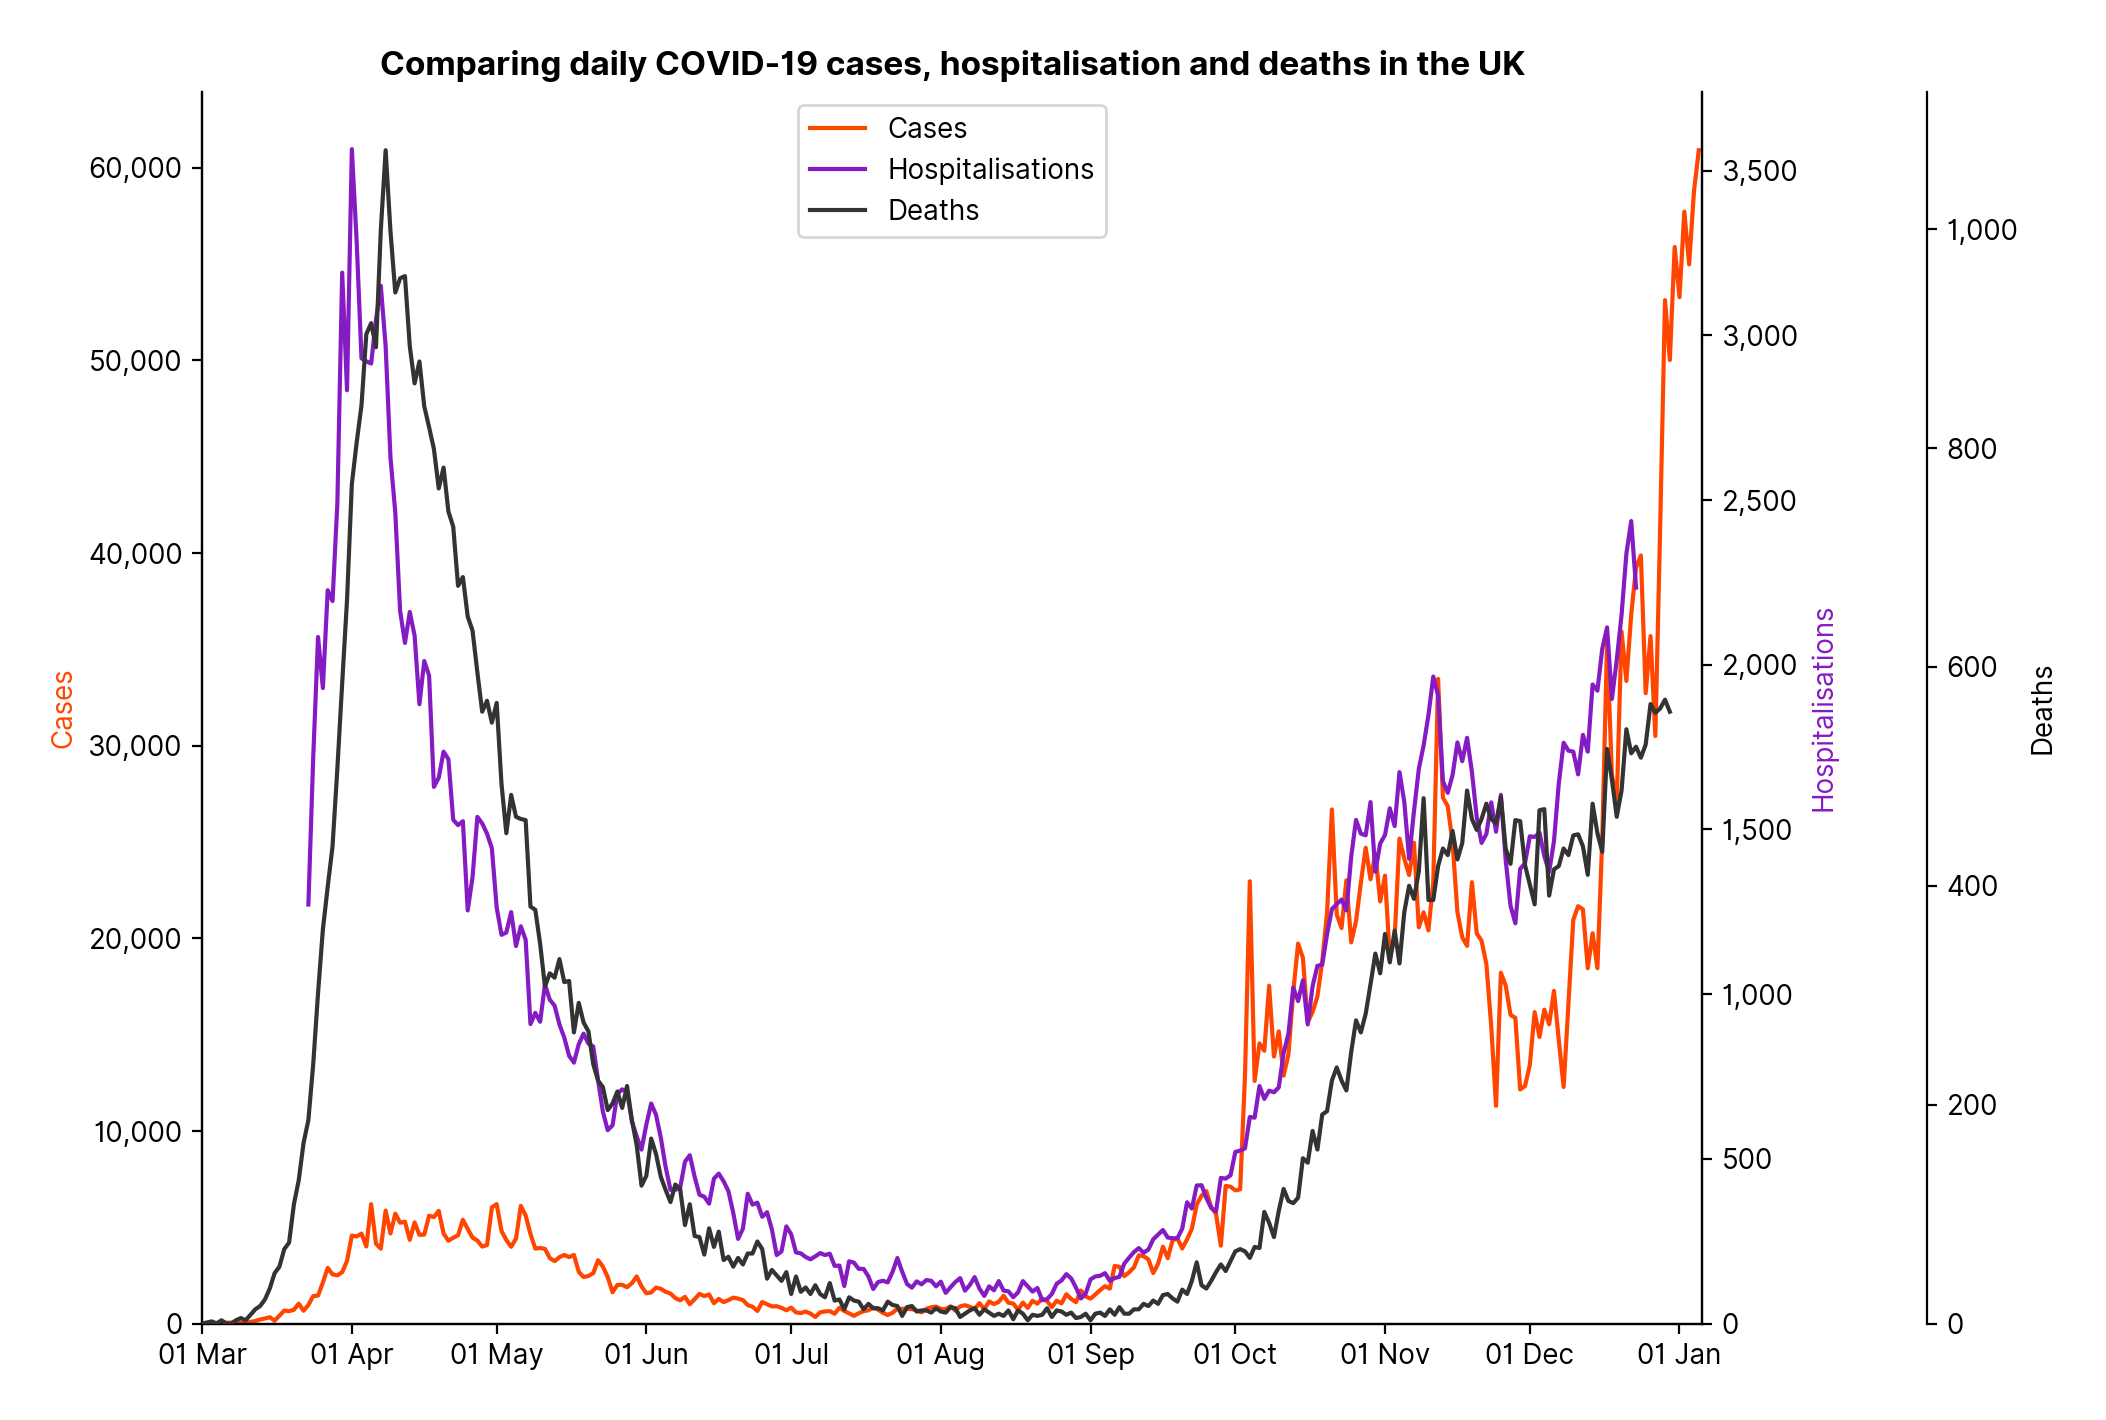 Comparing daily COVID-19 cases, hospitalisation and deaths in the UK
Cases
Hospitalisations
Deaths
60,000
50,000
40,000
30,000
20,000
10,000
0
Cases
3,500
3,000
2,500
2,000
1,500
1,000
500
0
Hospitalisations
1,000
800
600
400
200
0
Deaths
01 Mar 01 Apr 01 May 01 Jun 01 Jul 01 Aug 01 Sep 01 Oct 01 Nov 01 Dec 01 Jan